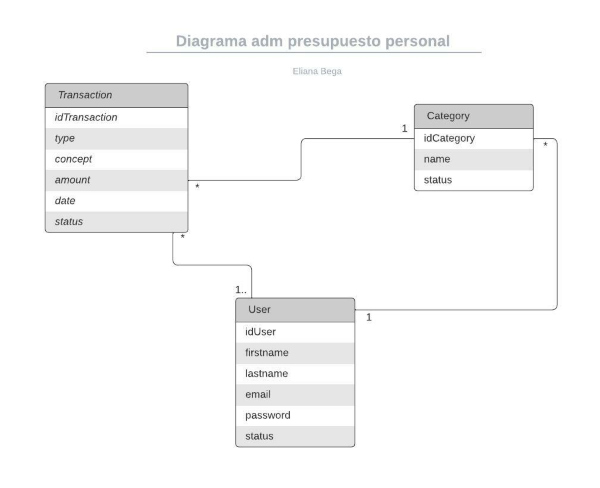 Diagrama adm presupuesto personal
Eliana Bega
Transaction
idTransaction
type
concept
amount
date
status
*
*
1
Category
idCategory
name
status
*
1..
1
User
idUser
firstname
lastname
email
password
status